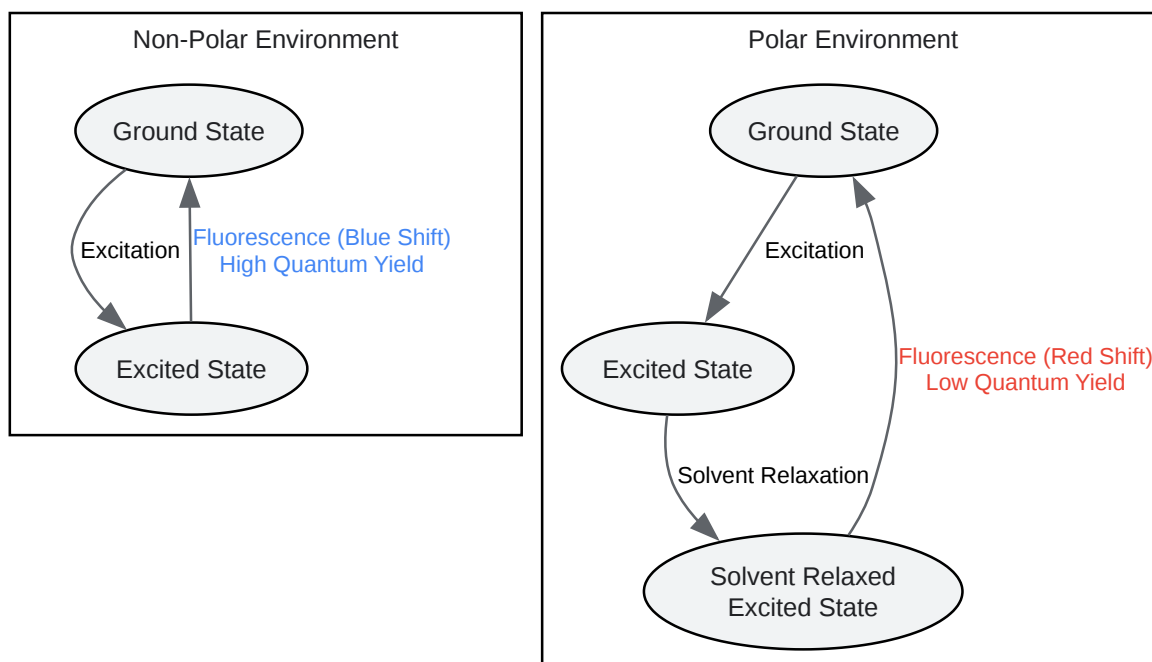 Non-Polar Environment
Ground State
Excitation
Fluorescence (Blue Shift)
High Quantum Yield
Excited State
Polar Environment
Ground State
Excitation
Excited State
Fluorescence (Red Shift)
Low Quantum Yield
Solvent Relaxation
Solvent Relaxed
Excited State